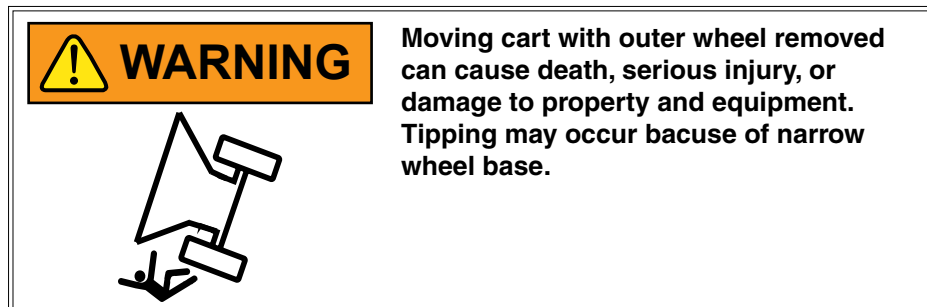 WARNING
Moving cart with outer wheel removed
can cause death, serious injury, or
damage to property and equipment.
Tipping may occur bacuse of narrow
wheel base.